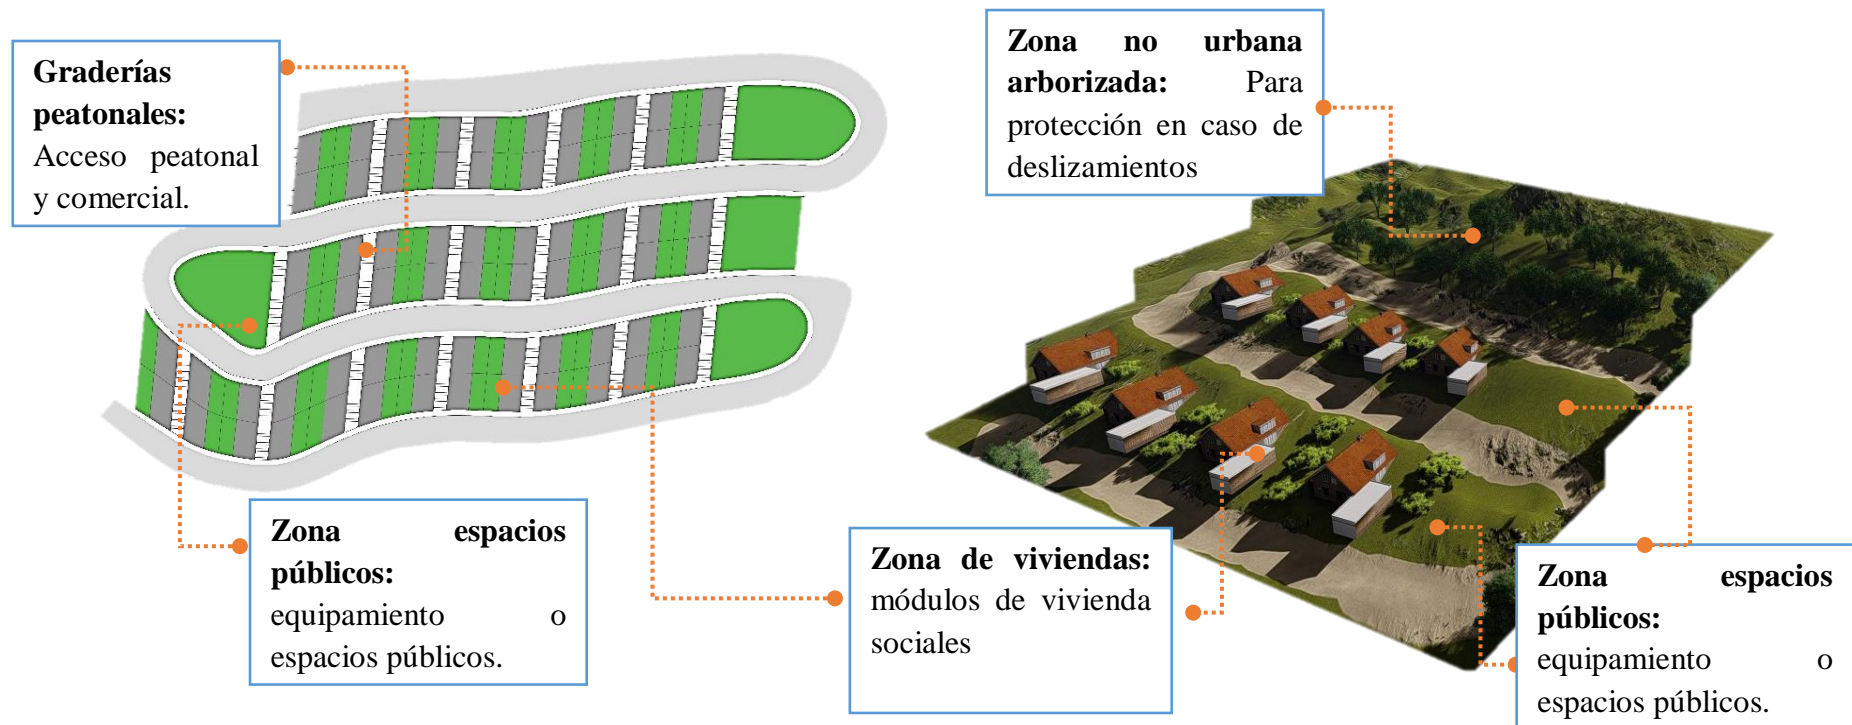 Graderías
peatonales:
Acceso peatonal
y comercial.
Zona no urbana
arborizada: Para
protección en caso de
deslizamientos
Zona espacios
públicos:
equipamiento o
espacios públicos.
Zona de viviendas:
módulos de vivienda
sociales
Zona espacios
públicos:
equipamiento o
espacios públicos.